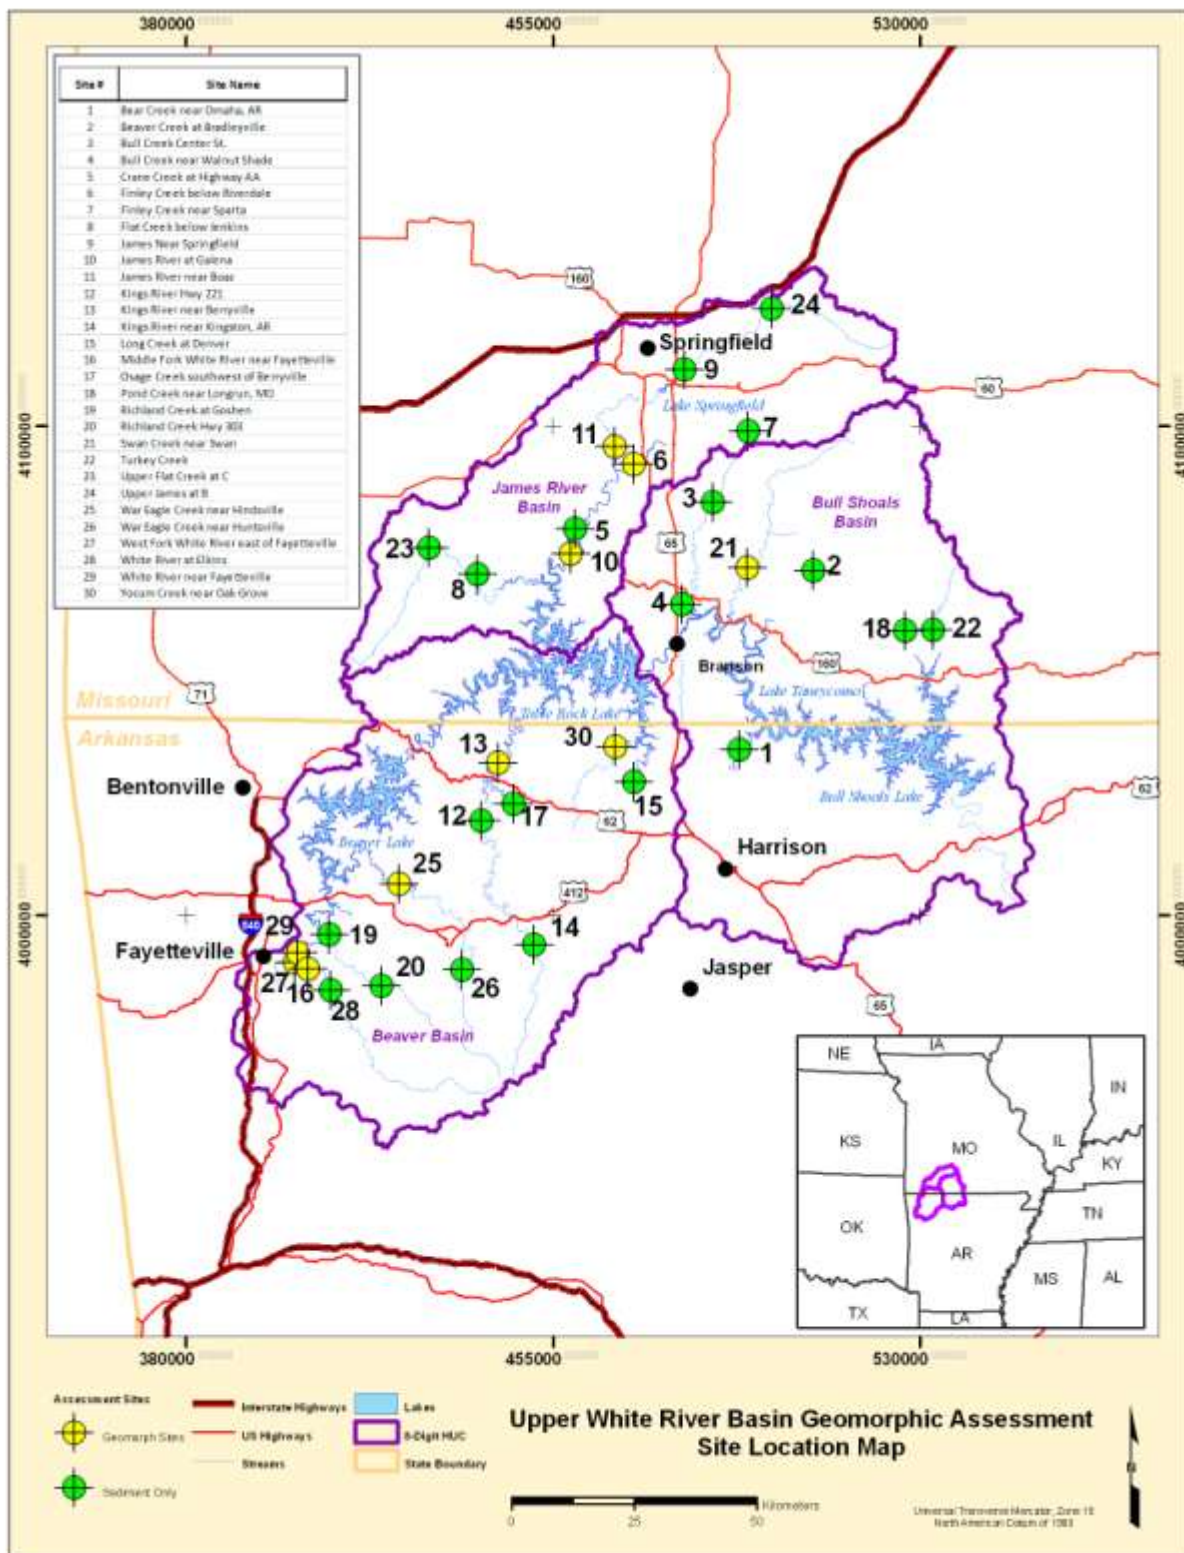 380000 455000 530000
Site # Site Name
1 Bear Creek near Omaha, AR
2 Beaver Creek at Bradleyville
3 Bull Creek Center St.
4 Bull Creek near Walnut Shade
5 Crane Creek at Highway AA
6 Finley Creek below Riverdale
7 Finley Creek near Sparta
8 Flat Creek below Jenkins
9 James Near Springfield
10 James River at Galena
11 James River near Boaz
12 Kings River Hwy 221
13 Kings River near Berryville
14 Kings River near Kingston, AR
15 Long Creek at Denver
16 Middle Fork White River near Fayetteville
17 Osage Creek southwest of Berryville
18 Pond Creek near Longrun, MO
19 Richland Creek at Goshen
20 Richland Creek Hwy 303
21 Swan Creek near Swan
22 Turkey Creek
23 Upper Flat Creek at C
24 Upper James at B
25 War Eagle Creek near Hindsville
26 War Eagle Creek near Huntsville
27 West Fork White River east of Fayetteville
28 White River at Elkins
29 White River near Fayetteville
30 Yocum Creek near Oak Grove
160
24
Springfield
9
60
Lake Springfield
4100000
7
4100000
11
6
James River
Basin
3
Bull Shoals
Basin
5
65
23
10
21
2
8
4
18
22
Branson
160
71
Missouri
Lake Taneycomo
Table Rock Lake
Arkansas
13
30
1
Bentonville
15
62
Bull Shoals Lake
12
17
62
Beaver Lake
Harrison
25
412
4000000
540
29
19
14
4000000
Fayetteville
27
16
28
20
26
Jasper
65
Beaver Basin
NE
IA
IN
KS
MO
IL
KY
OK
TN
AR
MS
AL
TX
LA
380000 455000 530000
Assessment Sites
Geomorph Sites
Sediment Only
Interstate Highways
US Highways
Streams
Lakes
8-Digit HUC
State Boundary
Upper White River Basin Geomorphic Assessment
Site Location Map
N
Kilometers
0 25 50
Universal Transverse Mercator, Zone 15
North American Datum of 1983